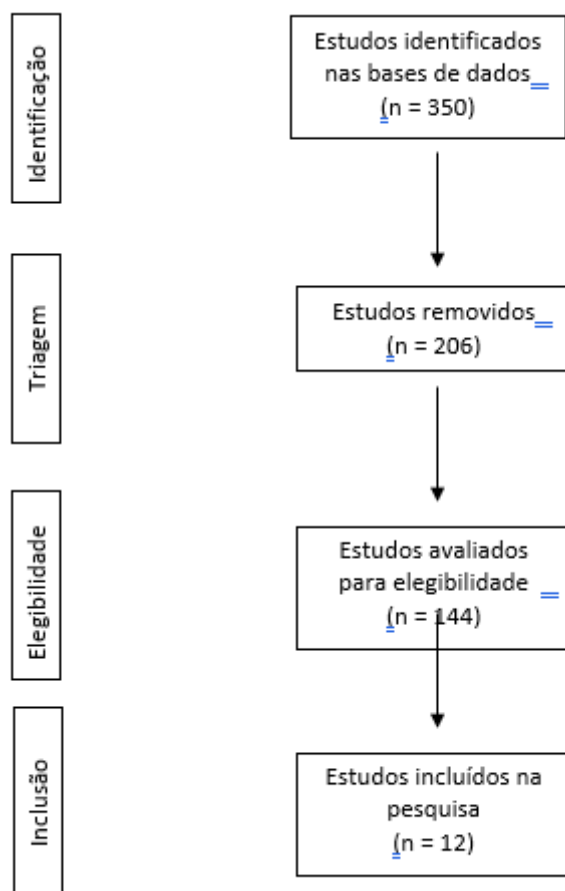 Identificação
Estudos identificados
nas bases de dados
(n = 350)
Triagem
Estudos removidos
(n = 206)
Elegibilidade
Estudos avaliados
para elegibilidade
(n = 144)
Inclusão
Estudos incluídos na
pesquisa
(n = 12)